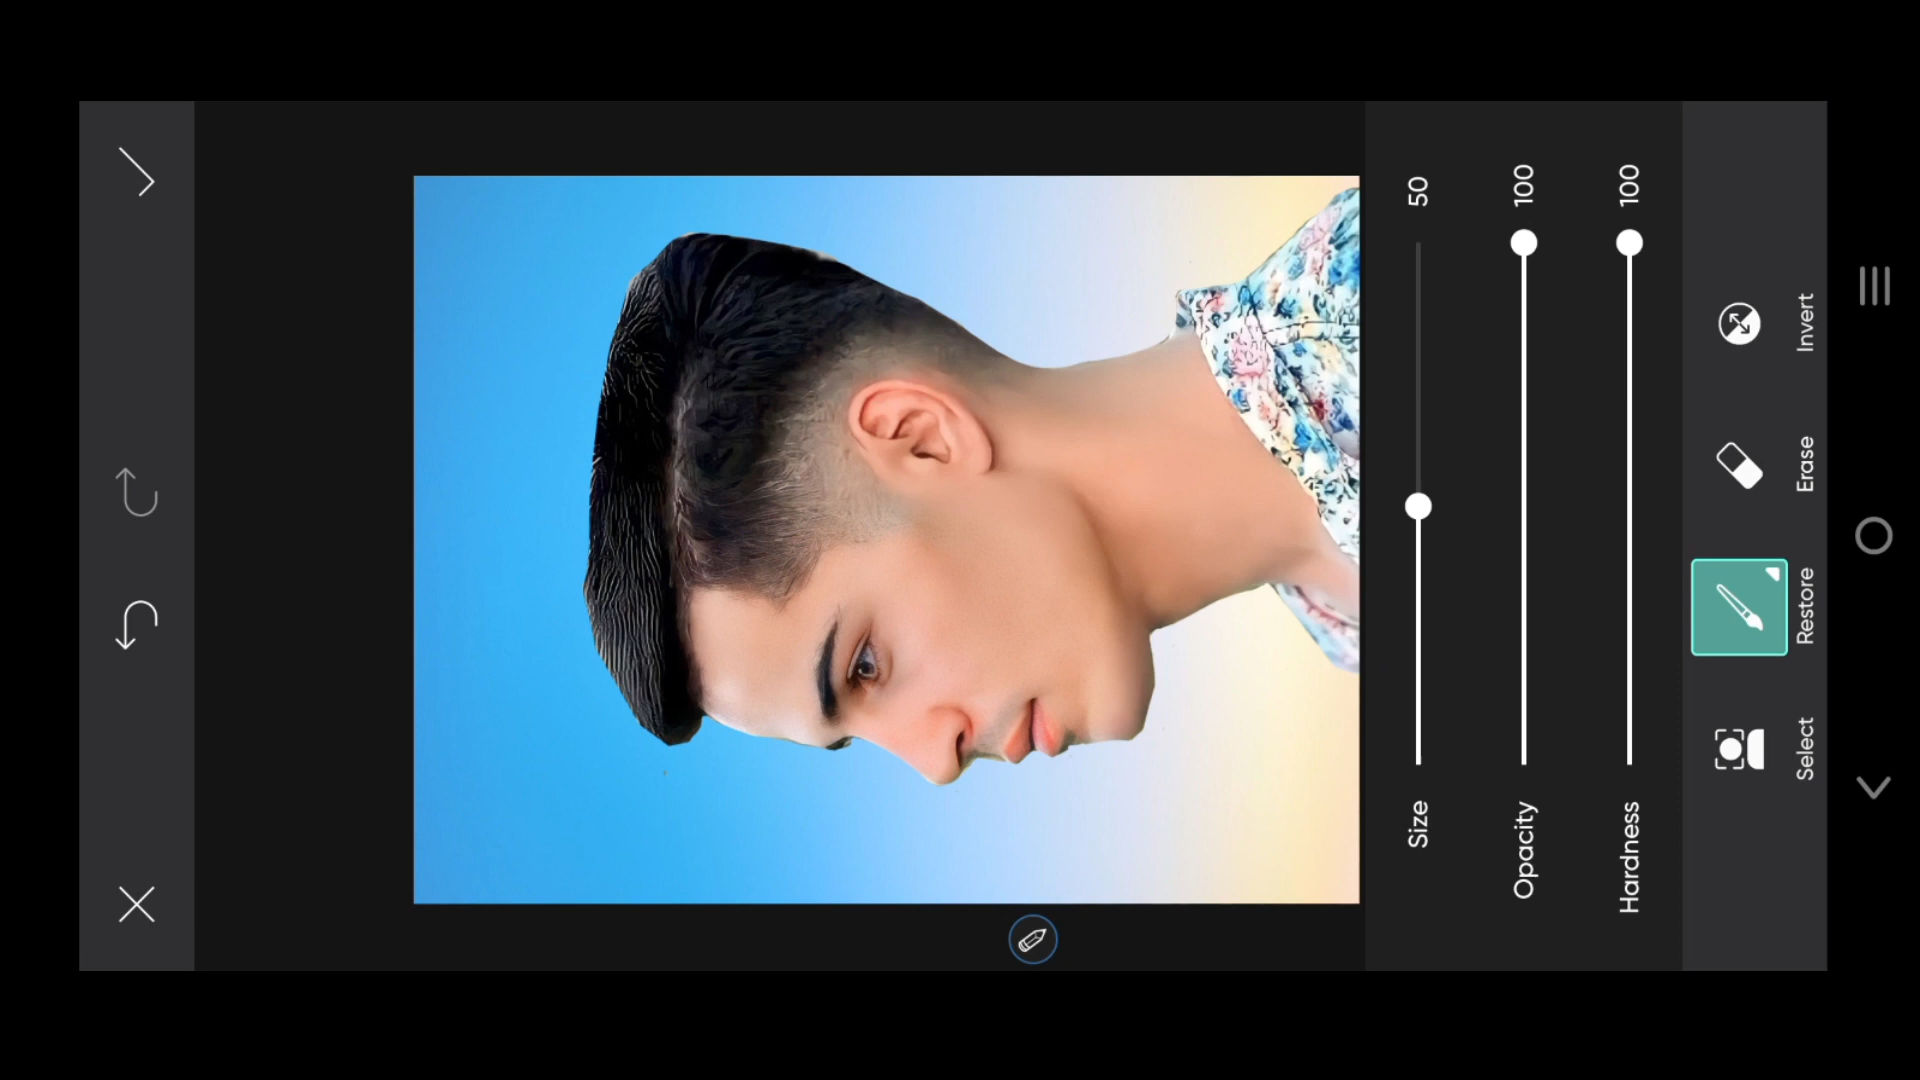 Size 50
Opacity 100
Hardness 100
Select
Restore
Erase
Invert